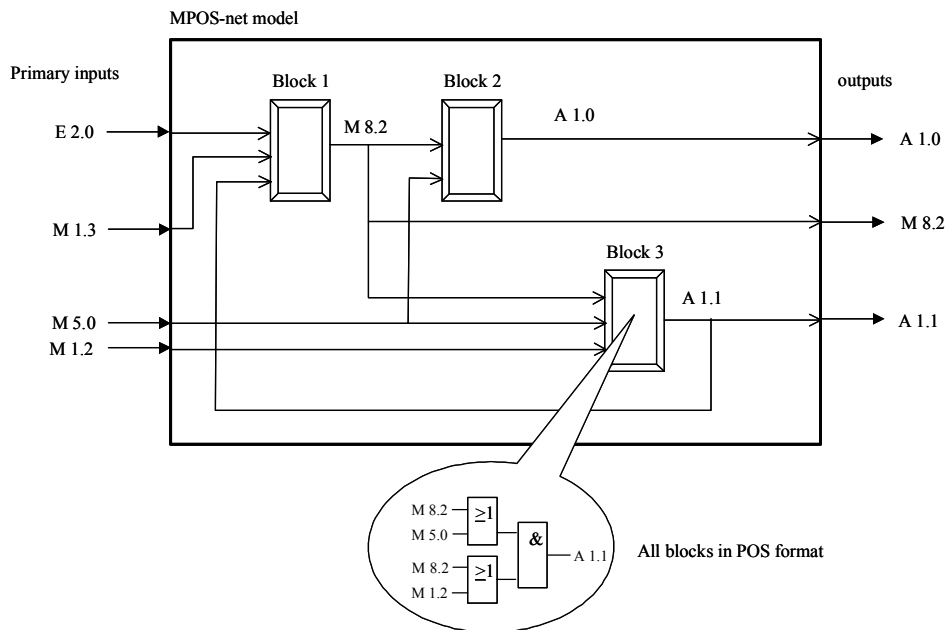 MPOS-net model
Primary inputs
outputs
Block 1
Block 2
E 2.0
M 8.2
A 1.0
A 1.0
M 1.3
M 8.2
Block 3
A 1.1
M 5.0
A 1.1
M 1.2
M 8.2
≥1
M 5.0
&
A 1.1
M 8.2
≥1
M 1.2
All blocks in POS format